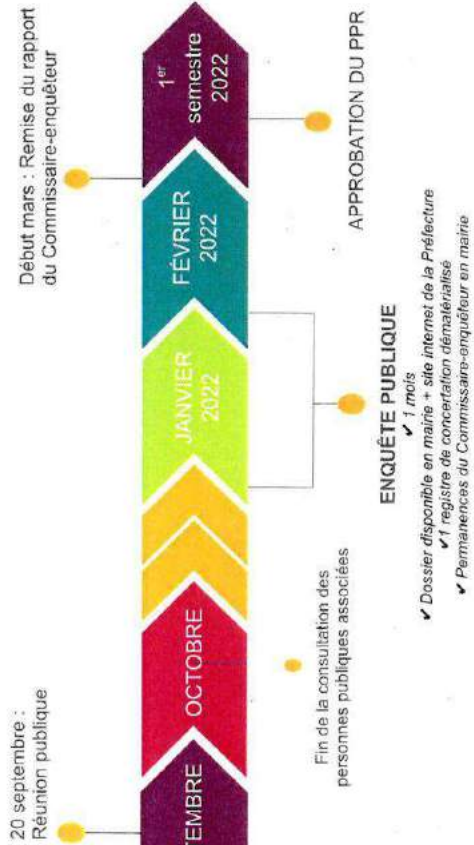 20 septembre :
Réunion publique
TEMBRE
OCTOBRE
Fin de la consultation des
personnes publiques associées
JANVIER
2022
FÉVRIER
2022
ENQUÊTE PUBLIQUE
✔ 1 mois
✔ Dossier disponible en mairie + site internet de la Préfecture
✔ 1 registre de concertation dématérialisé
✔ Permanences du Commissaire-enquêteur en mairie
Début mars : Remise du rapport
du Commissaire-enquêteur
1er
semestre
2022
APPROBATION DU PPR